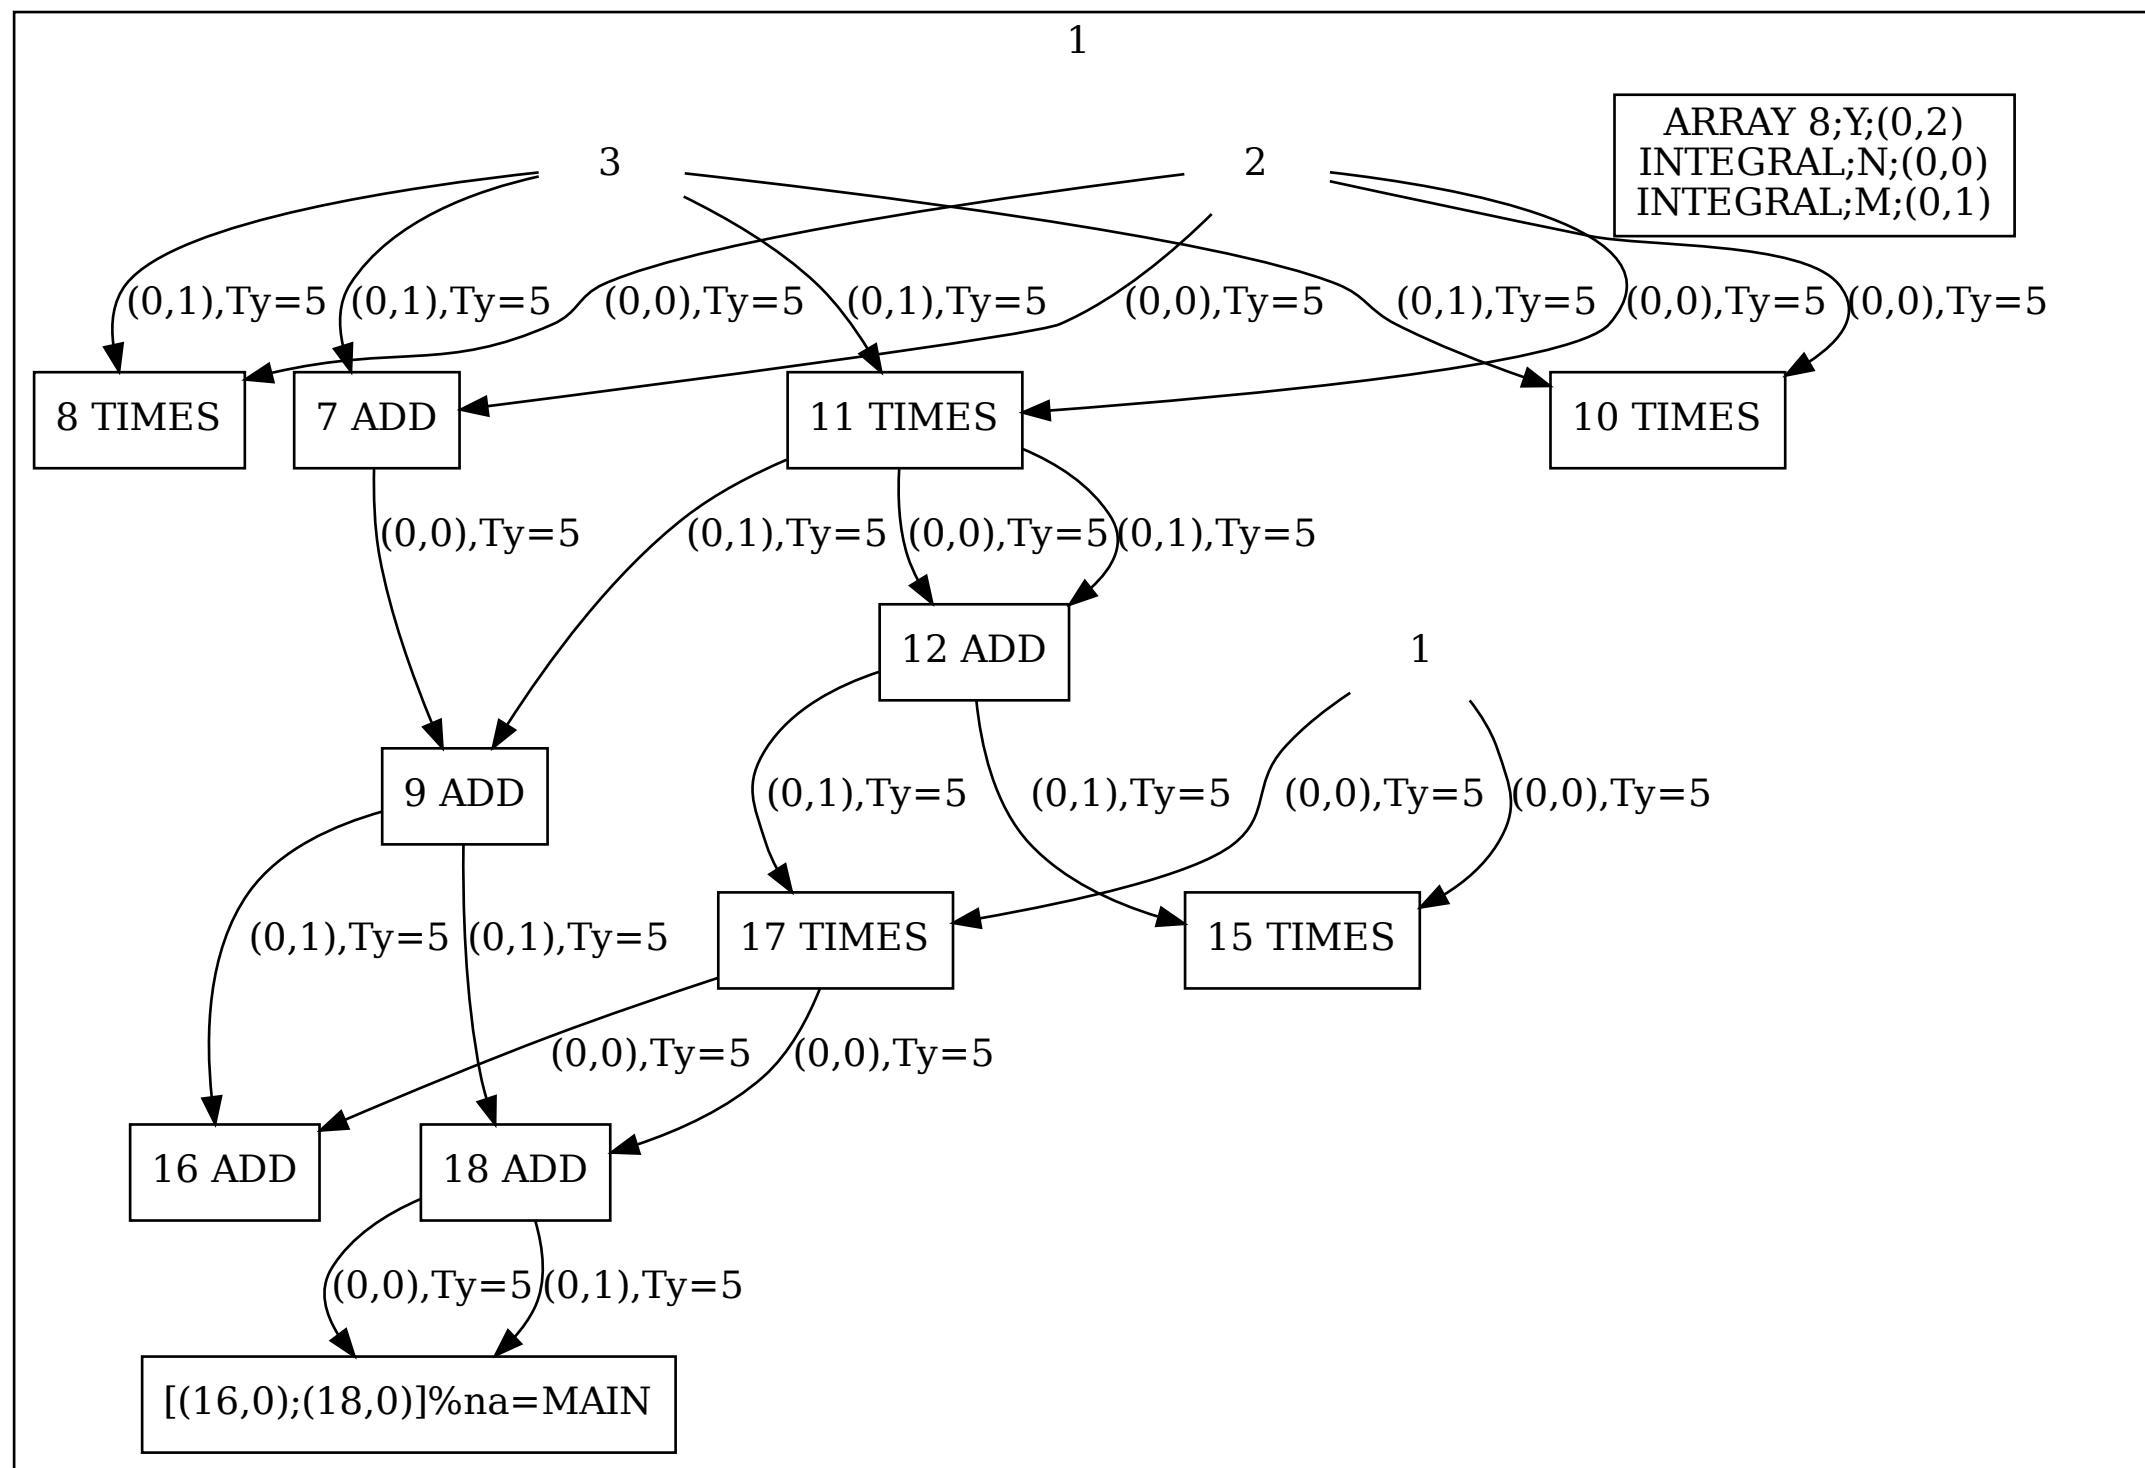 1
3
2
ARRAY 8;Y;(0,2)
INTEGRAL;N;(0,0)
INTEGRAL;M;(0,1)
(0,1),Ty=5
(0,1),Ty=5
(0,0),Ty=5
(0,1),Ty=5
(0,0),Ty=5
(0,1),Ty=5
(0,0),Ty=5
(0,0),Ty=5
8 TIMES
7 ADD
11 TIMES
10 TIMES
(0,0),Ty=5
(0,1),Ty=5
(0,0),Ty=5
(0,1),Ty=5
12 ADD
1
9 ADD
(0,1),Ty=5
(0,1),Ty=5
(0,0),Ty=5
(0,0),Ty=5
(0,1),Ty=5
(0,1),Ty=5
17 TIMES
15 TIMES
(0,0),Ty=5
(0,0),Ty=5
16 ADD
18 ADD
(0,0),Ty=5
(0,1),Ty=5
[(16,0);(18,0)]%na=MAIN